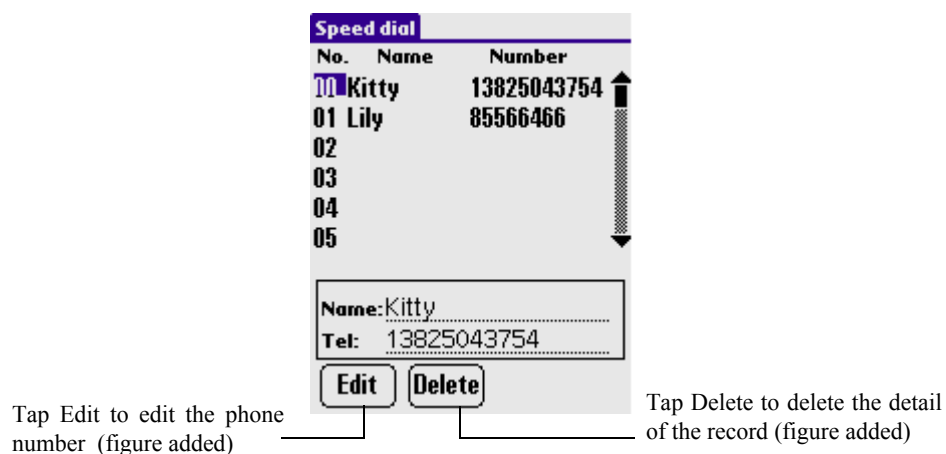 Speed dial
No. Name Number
00 Kitty 13825043754
01 Lily 85566466
02
03
04
05
Name: Kitty
Tel: 13825043754
Edit Delete
Tap Edit to edit the phone
number (figure added)
Tap Delete to delete the detail
of the record (figure added)